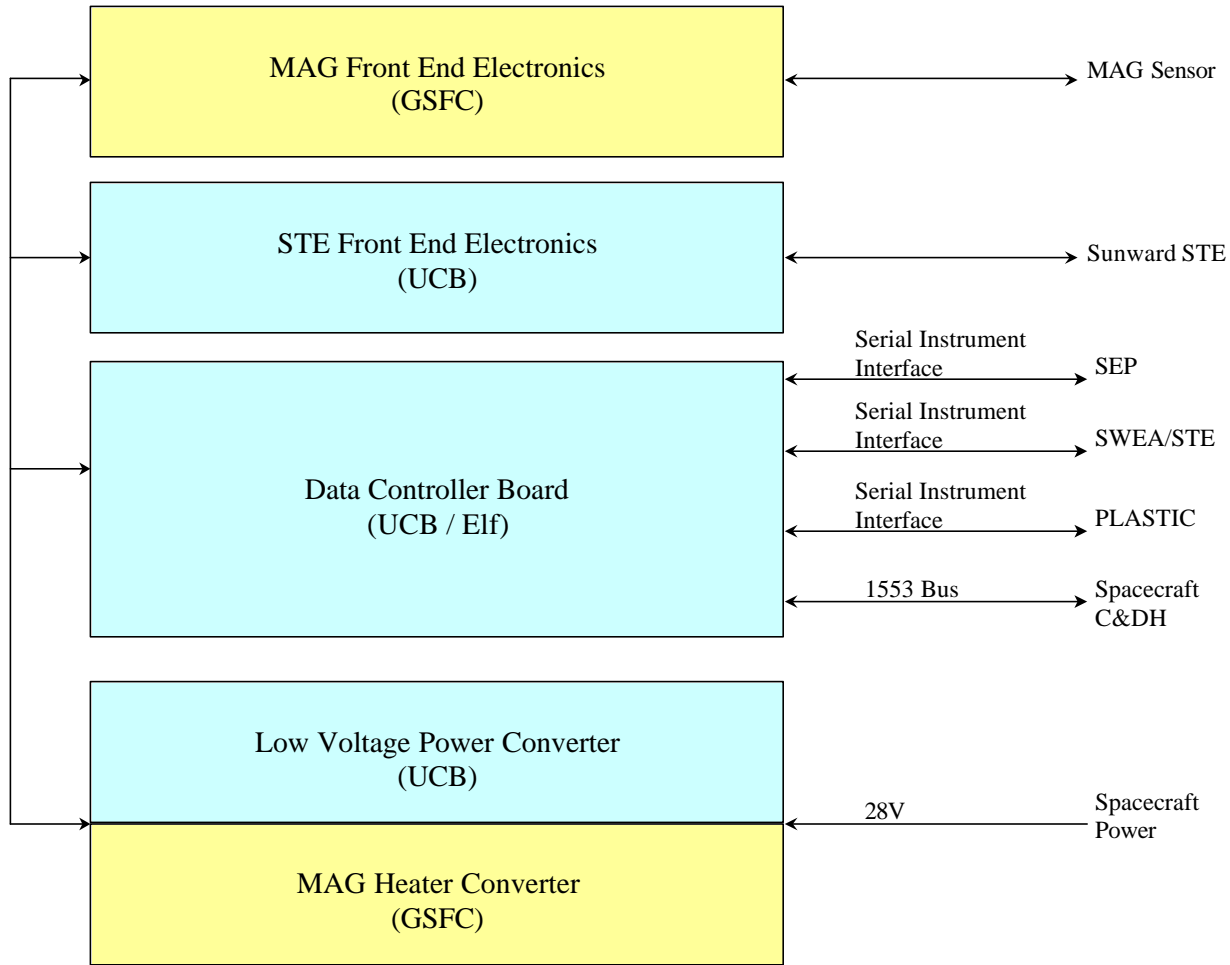 MAG Front End Electronics
(GSFC)
MAG Sensor
STE Front End Electronics
(UCB)
Sunward STE
Data Controller Board
(UCB / Elf)
Serial Instrument
Interface
SEP
Serial Instrument
Interface
SWEA/STE
Serial Instrument
Interface
PLASTIC
1553 Bus
Spacecraft
C&DH
Low Voltage Power Converter
(UCB)
28V
Spacecraft
Power
MAG Heater Converter
(GSFC)